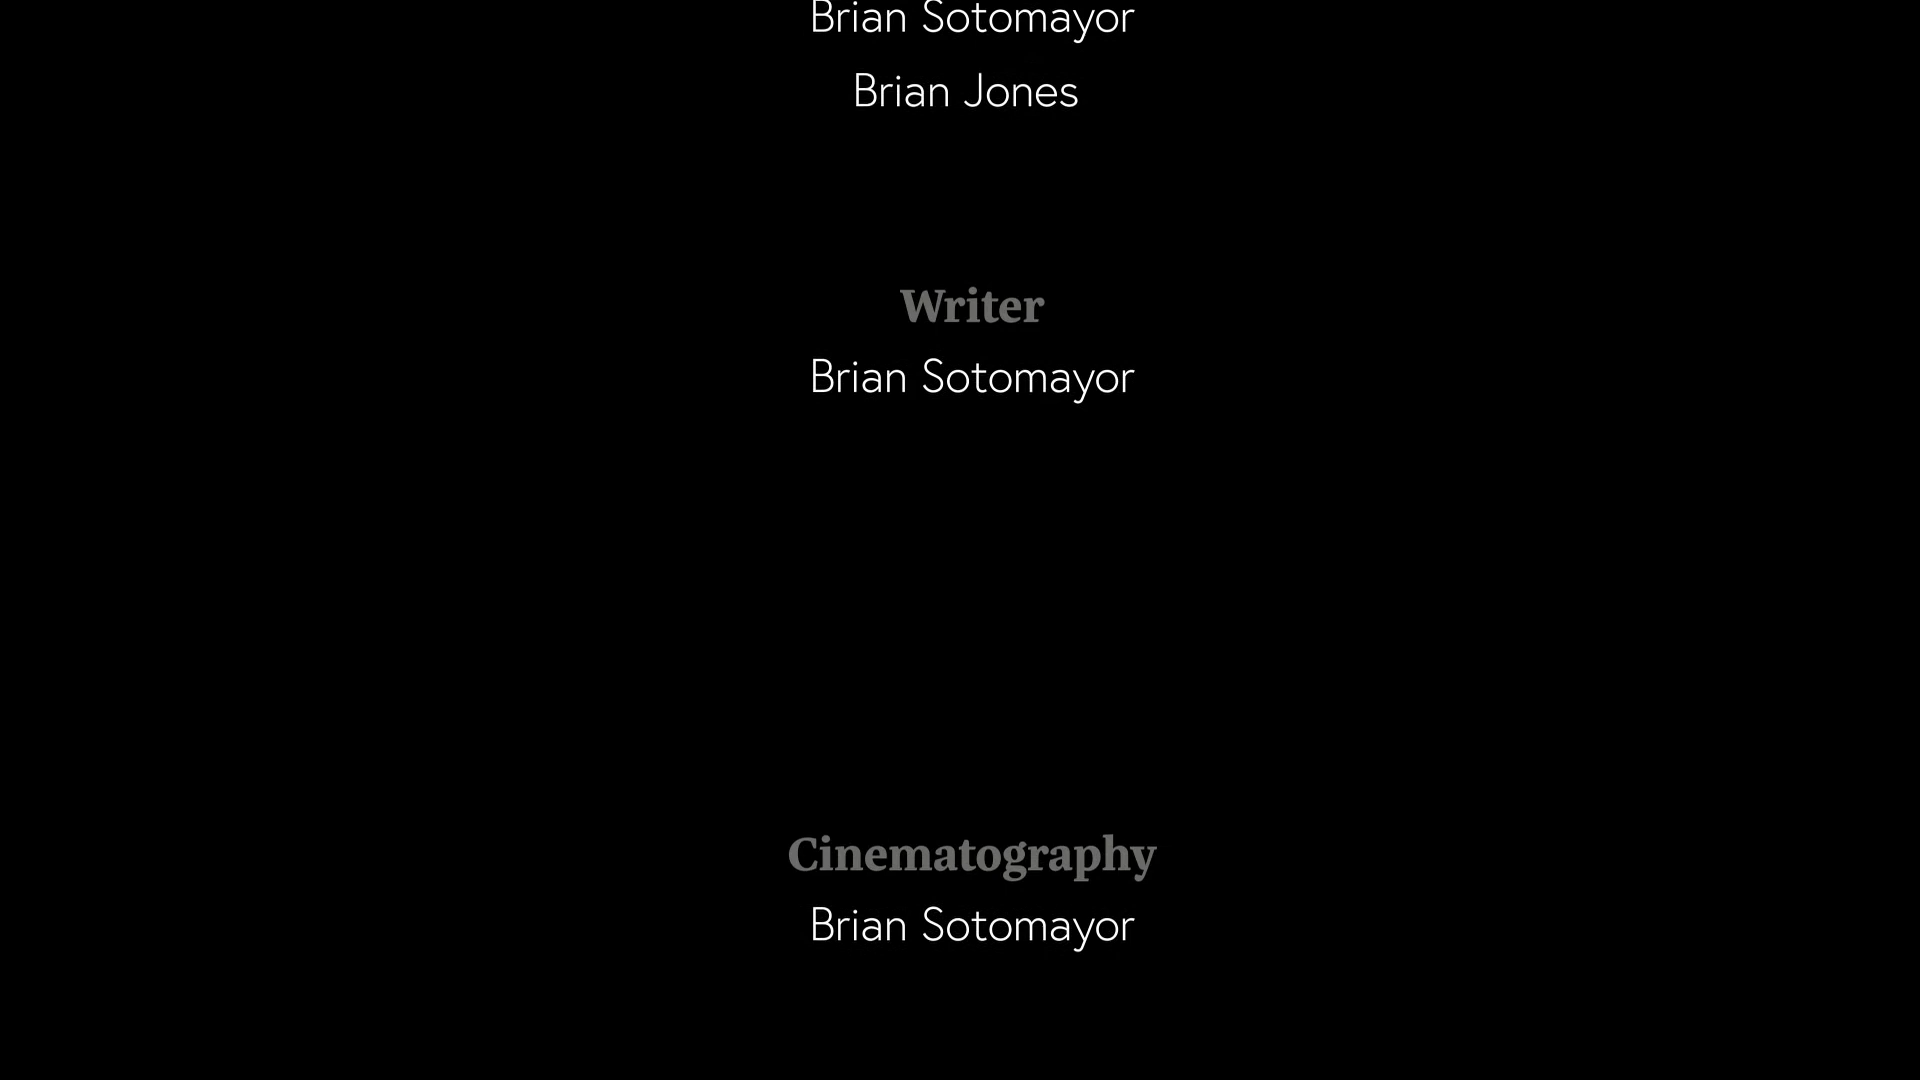 Brian Sotomayor
Brian Jones
Writer
Brian Sotomayor
Cinematography
Brian Sotomayor